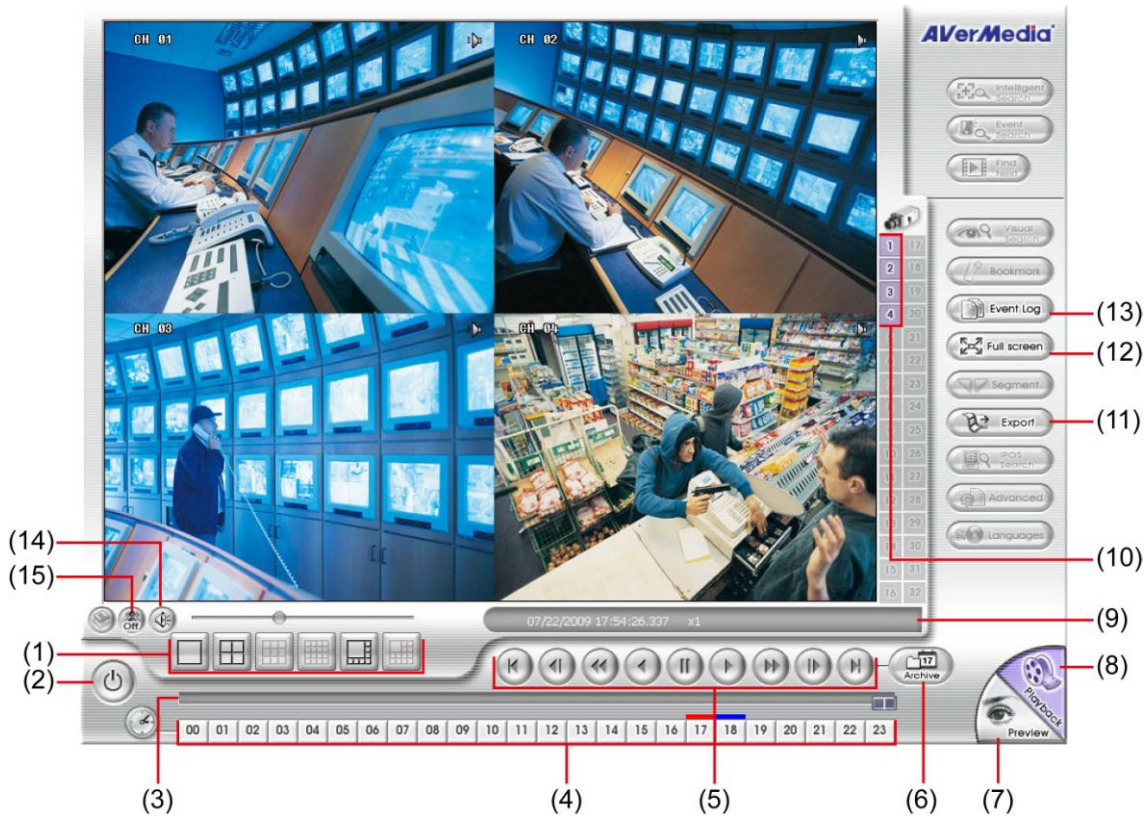 AVerMedia
CH 01
CH 02
Intelligent Search
Event Search
Find Next
1 17
2 18
3 19
4 20
21
22
23
24
25
10 26
11 27
12 28
29
14 30
15 31
16 32
Visual Search
Bookmark
Event Log
(13)
Full screen
(12)
Segment
Export
(11)
iPOS Search
Advanced
Languages
(10)
CH 03
CH 04
(14)
(15)
Off
07/22/2009 17:54:26.337 x1
(9)
(1)
(2)
17
Archive
Playback
(8)
Preview
00 01 02 03 04 05 06 07 08 09 10 11 12 13 14 15 16 17 18 19 20 21 22 23
(3)
(4)
(5)
(6)
(7)